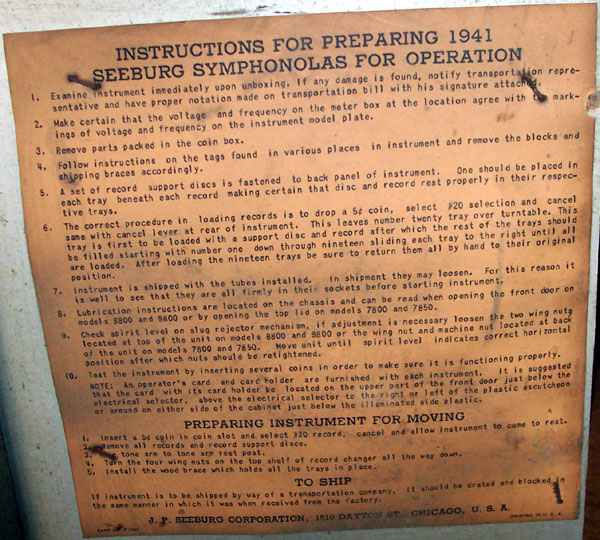 INSTRUCTIONS FOR PREPARING 1941
SEEBURG SYMPHONOLAS FOR OPERATION
1. Examine instrument immediately upon unboxing. If any damage is found, notify transportation repre-
sentative and have proper notation made on transportation bill with his signature attached.
2. Make certain that the voltage and frequency on the meter box at the location agree with the mark-
ings of voltage and frequency on the instrument model plate.
3. Remove parts packed in the coin box.
4. Follow instructions on the tags found in various places in instrument and remove the blocks and
shipping braces accordingly.
5. A set of record support discs is fastened to back panel of instrument. One should be placed in
each tray beneath each record making certain that disc and record rest properly in their respec-
tive trays.
6. The correct procedure in loading records is to drop a 5¢ coin, select #20 selection and cancel
same with cancel lever at rear of instrument. This leaves number twenty tray over turntable. This
tray is first to be loaded with a support disc and record after which the rest of the trays should
be filled starting with number one down through nineteen sliding each tray to the right until all
are loaded. After loading the nineteen trays be sure to return them all by hand to their original
position.
7. Instrument is shipped with the tubes installed. In shipment they may loosen. For this reason it
is well to see that they are all firmly in their sockets before starting instrument.
8. Lubrication instructions are located on the chassis and can be read when opening the front door on
models 8800 and 9800 or by opening the top lid on models 7800 and 7850.
9. Check spirit level on slug rejector mechanism, if adjustment is necessary loosen the two wing nuts
located at top of the unit on models 8800 and 9800 or the wing nut and machine nut located at back
of the unit on models 7800 and 7850. Move unit until spirit level indicates correct horizontal
position after which nuts should be retightened.
10. Test the instrument by inserting several coins in order to make sure it is functioning properly.
NOTE: An operator's card and card holder are furnished with each instrument. It is suggested
that the card with its card holder be located on the upper part of the front door just below the
electrical selector, above the electrical selector to the right or left of the plastic escutcheon
or around on either side of the cabinet just below the illuminated side plastic.
PREPARING INSTRUMENT FOR MOVING
1. Insert a 5¢ coin in coin slot and select #20 record, cancel and allow instrument to come to rest.
2. Remove all records and record support discs.
3. tone arm to tone arm rest post.
4. Turn the four wing nuts on the top shelf of record changer all the way down.
5. Install the wood brace which holds all the trays in place.
TO SHIP
If instrument is to be shipped by way of a transportation company, it should be crated and blocked in
the same manner in which it was when received from the factory.
J. P. SEEBURG CORPORATION, 1510 DAYTON ST., CHICAGO, U. S. A.